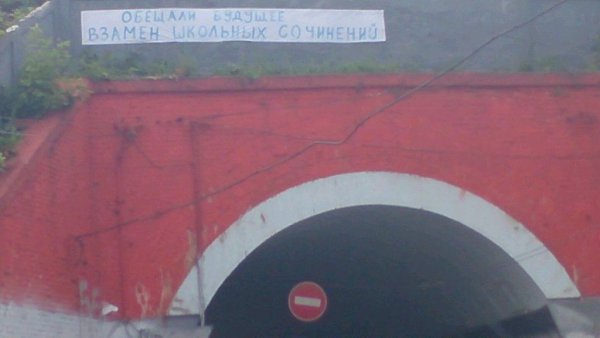 ОБЕЩАЛИ БУДУЩЕЕ
ВЗАМЕН ШКОЛЬНЫХ СОЧИНЕНИЙ